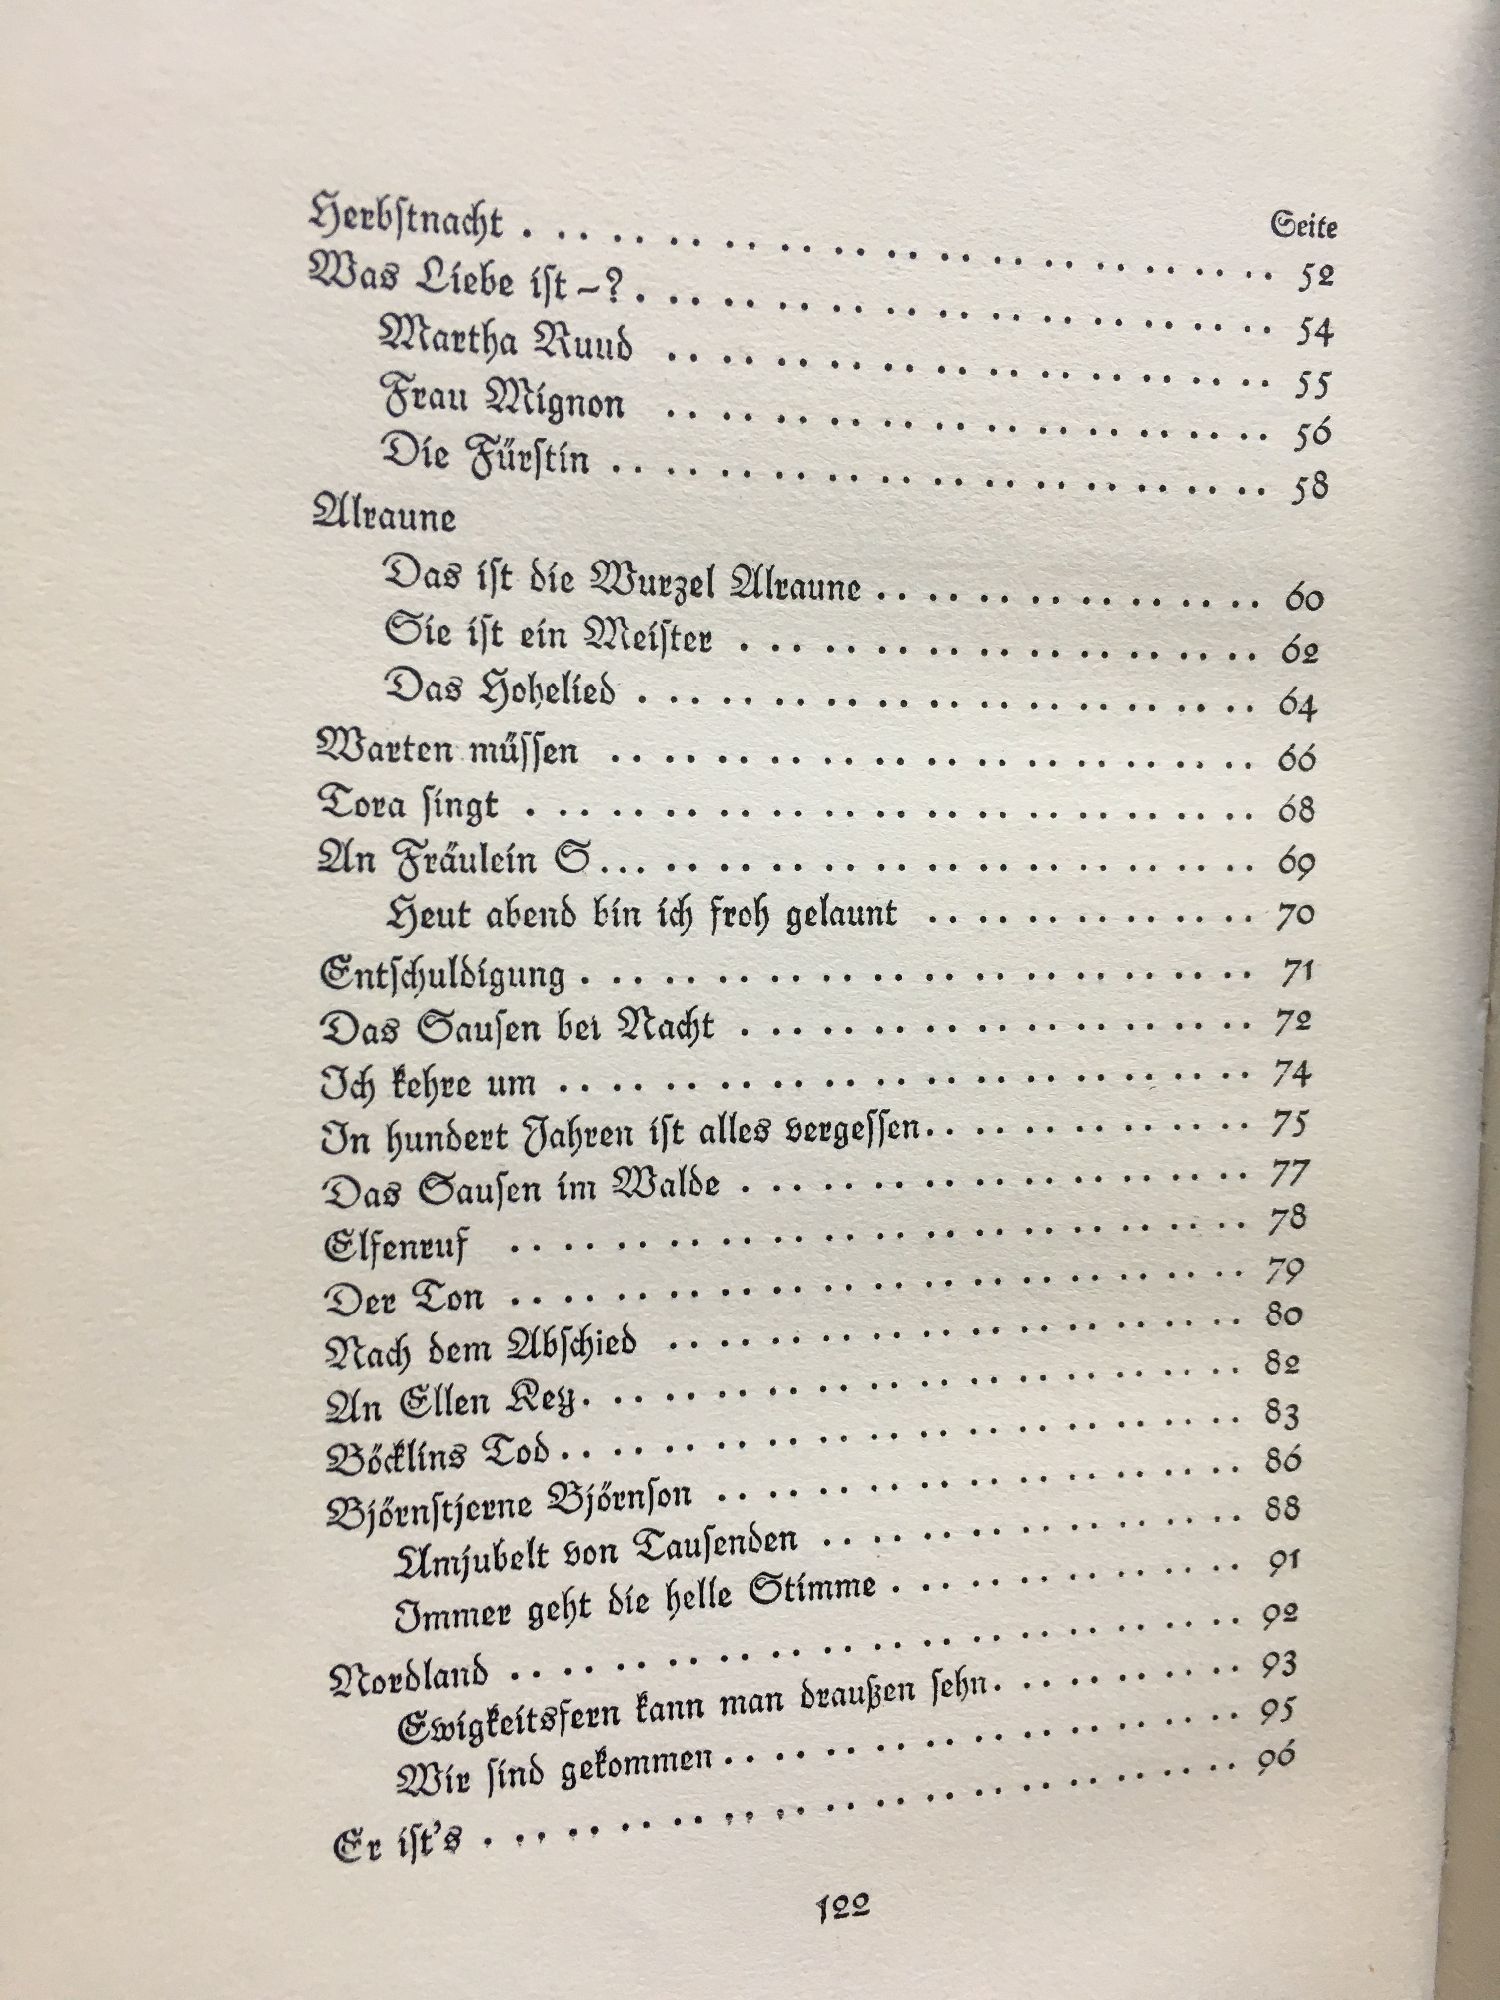 Seite
Herbstnacht . . . . . . . . . . . . . . . . . . . . . . . . . . . 52
Was Liebe ist–? . . . . . . . . . . . . . . . . . . . . . . . . 54
Martha Ruud . . . . . . . . . . . . . . . . . . . . . . . 55
Frau Mignon . . . . . . . . . . . . . . . . . . . . . . . 56
Die Fürstin . . . . . . . . . . . . . . . . . . . . . . . . 58
Alraune
Das ist die Wurzel Alraune . . . . . . . . . . . . . . . 60
Sie ist ein Meister . . . . . . . . . . . . . . . . . . . . 62
Das Hohelied . . . . . . . . . . . . . . . . . . . . . . . 64
Warten müssen . . . . . . . . . . . . . . . . . . . . . . . . 66
Tora singt . . . . . . . . . . . . . . . . . . . . . . . . . . . 68
An Fräulein S... . . . . . . . . . . . . . . . . . . . . . . . 69
Heut abend bin ich froh gelaunt . . . . . . . . . . . . . 70
Entschuldigung . . . . . . . . . . . . . . . . . . . . . . . . . 71
Das Sausen bei Nacht . . . . . . . . . . . . . . . . . . . . 72
Ich kehre um . . . . . . . . . . . . . . . . . . . . . . . . . . 74
In hundert Jahren ist alles vergessen . . . . . . . . . . . . . 75
Das Sausen im Walde . . . . . . . . . . . . . . . . . . . . 77
Elfenruf . . . . . . . . . . . . . . . . . . . . . . . . . . . . 78
Der Ton . . . . . . . . . . . . . . . . . . . . . . . . . . . . 79
Nach dem Abschied . . . . . . . . . . . . . . . . . . . . . . 80
An Ellen Key . . . . . . . . . . . . . . . . . . . . . . . . . 82
Böcklins Tod . . . . . . . . . . . . . . . . . . . . . . . . . . 83
Björnstjerne Björnson . . . . . . . . . . . . . . . . . . . . 86
Umjubelt von Tausenden . . . . . . . . . . . . . . . . . 88
Immer geht die helle Stimme . . . . . . . . . . . . . . 91
Nordland . . . . . . . . . . . . . . . . . . . . . . . . . . . . 92
Ewigkeitsfern kann man draußen sehn . . . . . . . . . . 93
Wir sind gekommen . . . . . . . . . . . . . . . . . . . . 95
Er ist's . . . . . . . . . . . . . . . . . . . . . . . . . . . . . 96
122